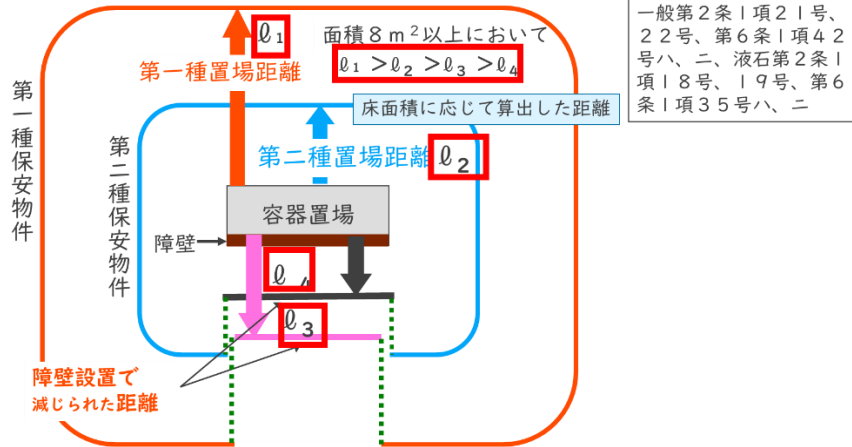 ℓ₁
第一種置場距離
面積８ｍ²以上において
ℓ₁ ＞ℓ₂ ＞ℓ₃ ＞ℓ₄
一般第２条１項２１号、
２２号、第６条１項４２
号ハ、ニ、液石第２条１
項１８号、１９号、第６
条１項３５号ハ、ニ
床面積に応じて算出した距離
第二種置場距離
ℓ₂
第一種保安物件
第二種保安物件
容器置場
障壁
ℓ₄
ℓ₃
障壁設置で
減じられた距離